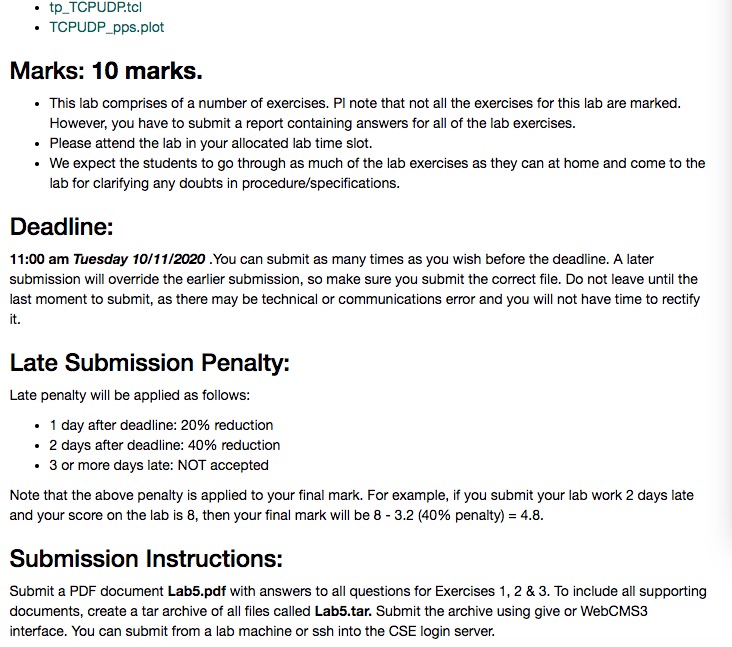 • tp_TCPUDP.tcl
• TCPUDP_pps.plot
Marks: 10 marks.
• This lab comprises of a number of exercises. Pl note that not all the exercises for this lab are marked.
However, you have to submit a report containing answers for all of the lab exercises.
• Please attend the lab in your allocated lab time slot.
• We expect the students to go through as much of the lab exercises as they can at home and come to the
lab for clarifying any doubts in procedure/specifications.
Deadline:
11:00 am Tuesday 10/11/2020 .You can submit as many times as you wish before the deadline. A later
submission will override the earlier submission, so make sure you submit the correct file. Do not leave until the
last moment to submit, as there may be technical or communications error and you will not have time to rectify
it.
Late Submission Penalty:
Late penalty will be applied as follows:
• 1 day after deadline: 20% reduction
• 2 days after deadline: 40% reduction
• 3 or more days late: NOT accepted
Note that the above penalty is applied to your final mark. For example, if you submit your lab work 2 days late
and your score on the lab is 8, then your final mark will be 8 - 3.2 (40% penalty) = 4.8.
Submission Instructions:
Submit a PDF document Lab5.pdf with answers to all questions for Exercises 1, 2 & 3. To include all supporting
documents, create a tar archive of all files called Lab5.tar. Submit the archive using give or WebCMS3
interface. You can submit from a lab machine or ssh into the CSE login server.